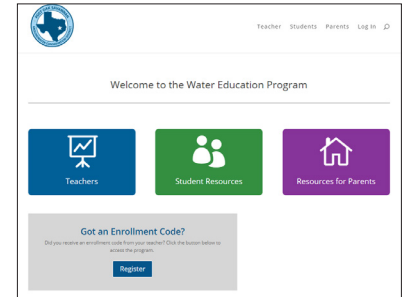 Teacher Students Parents Log In
Welcome to the Water Education Program
Teachers
Student Resources
Resources for Parents
Got an Enrollment Code?
Did you receive an enrollment code from your teacher? Click the button below to
access the program.
Register